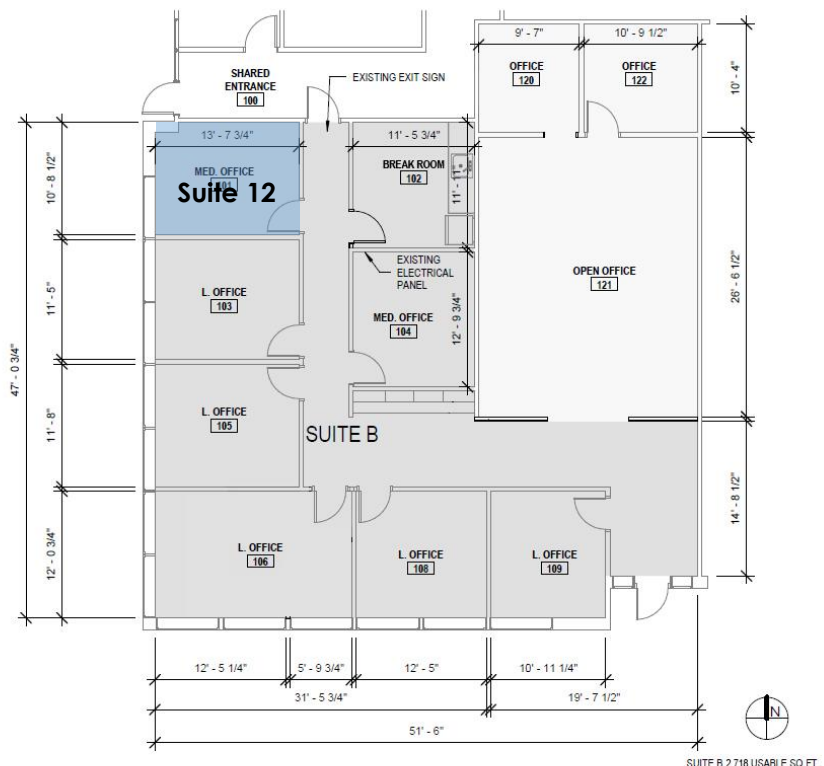 9' - 7"
10' - 9 1/2"
OFFICE
120
OFFICE
122
10' - 4"
SHARED
ENTRANCE
100
EXISTING EXIT SIGN
13' - 7 3/4"
11' - 5 3/4"
10' - 8 1/2"
MED. OFFICE
101
Suite 12
BREAK ROOM
102
11' - 11"
EXISTING
ELECTRICAL
PANEL
OPEN OFFICE
121
26' - 6 1/2"
11' - 5"
L. OFFICE
103
MED. OFFICE
104
12' - 9 3/4"
47' - 0 3/4"
11' - 8"
L. OFFICE
105
SUITE B
14' - 8 1/2"
12' - 0 3/4"
L. OFFICE
106
L. OFFICE
108
L. OFFICE
109
12' - 5 1/4"
5' - 9 3/4"
12' - 5"
10' - 11 1/4"
31' - 5 3/4"
19' - 7 1/2"
51' - 6"
N
SUITE B 2,718 USABLE SQ FT